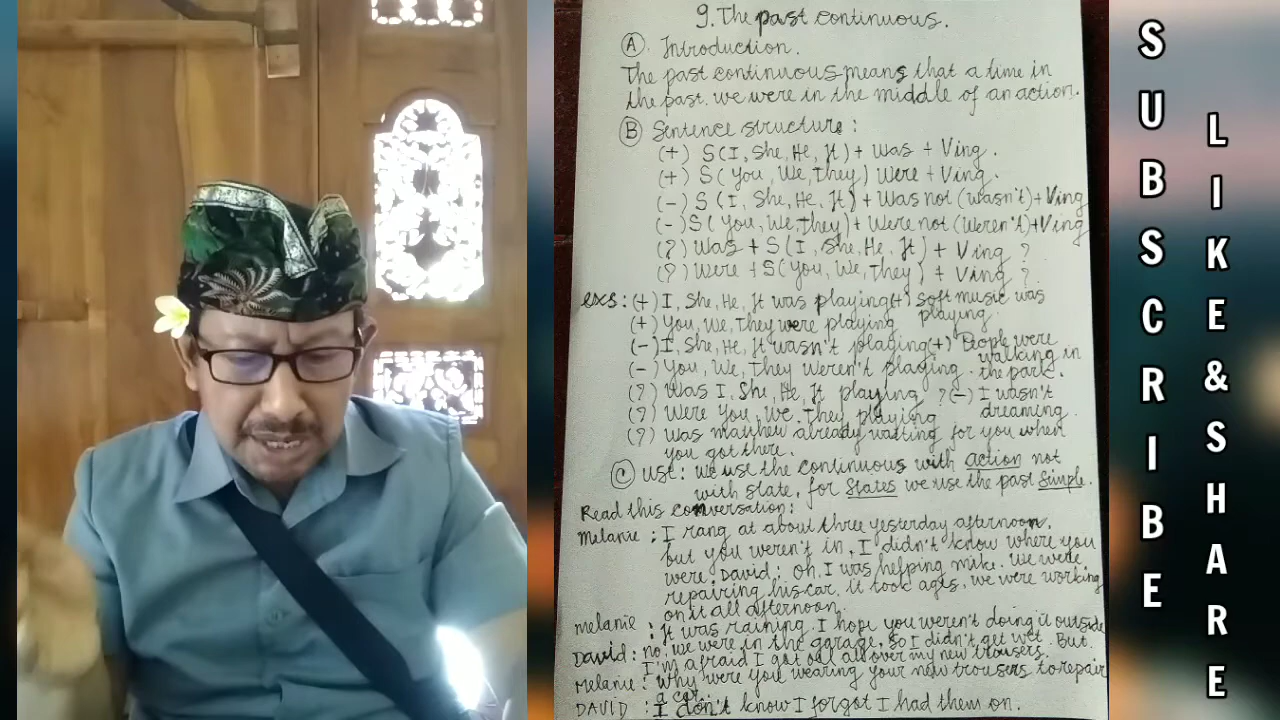 9. The past continuous.
(A). Introduction.
The past continuous means that a time in
the past. we were in the middle of an action.
(B) Sentence structure:
(+) S (I, She, He, It) + Was + Ving.
(+) S (You, We, They) Were + Ving.
(-) S (I, She, He, It) + Was not (wasn't) + Ving
(-) S (You, We, They) + Were not (Weren't) + Ving
(?) Was + S (I, She, He, It) + Ving ?
(?) Were + S (You, We, They) + Ving ?
exs: (+) I, She, He, It was playing (+) Soft music was
playing.
(+) You, We, They were playing
(-) I, She, He, It wasn't playing (+) People were
walking in
(-) You, We, They weren't playing. the park.
(?) Was I, She, He, It playing ? (-) I wasn't
(?) Were You, We, They playing dreaming.
(?) Was matthew already waiting for you when
you got there.
(C) Use: We use the continuous with action not
with state, for States we use the past Simple.
Read this conversation:
Melanie : I rang at about three yesterday afternoon.
but you weren't in, I didn't know where you
were. David: Oh, I was helping mike. We were
repairing his car. It took ages, we were working
on it all afternoon.
Melanie : It was raining. I hope you weren't doing it outside
David : no, we were in the garage, so I didn't get wet. But
I'm afraid I got oil all over my new trousers.
Melanie : Why were you wearing your new trousers to repair
a car.
DAVID : I don't know I forgot I had them on.
SUBSCRIBE
LIKE & SHARE